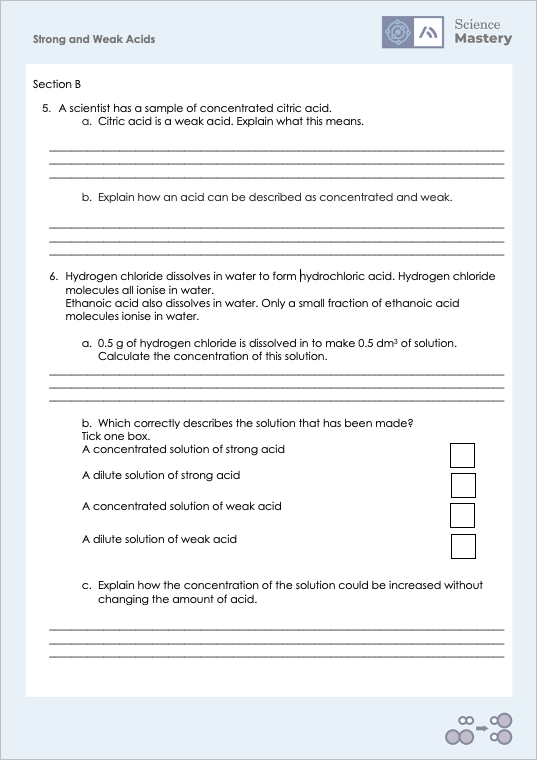 Strong and Weak Acids
Science
Mastery
Section B
5. A scientist has a sample of concentrated citric acid.
a. Citric acid is a weak acid. Explain what this means.
b. Explain how an acid can be described as concentrated and weak.
6. Hydrogen chloride dissolves in water to form hydrochloric acid. Hydrogen chloride
molecules all ionise in water.
Ethanoic acid also dissolves in water. Only a small fraction of ethanoic acid
molecules ionise in water.
a. 0.5 g of hydrogen chloride is dissolved in to make 0.5 dm³ of solution.
Calculate the concentration of this solution.
b. Which correctly describes the solution that has been made?
Tick one box.
A concentrated solution of strong acid
A dilute solution of strong acid
A concentrated solution of weak acid
A dilute solution of weak acid
c. Explain how the concentration of the solution could be increased without
changing the amount of acid.